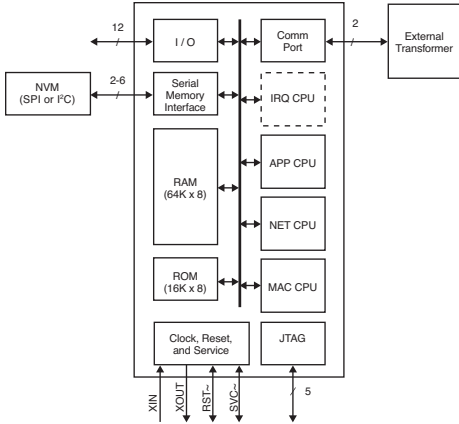 12
I / O
Comm
Port
2
External
Transformer
NVM
(SPI or I²C)
2-6
Serial
Memory
Interface
IRQ CPU
RAM
(64K x 8)
APP CPU
NET CPU
ROM
(16K x 8)
MAC CPU
Clock, Reset,
and Service
JTAG
XIN
XOUT
RST~
SVC~
5